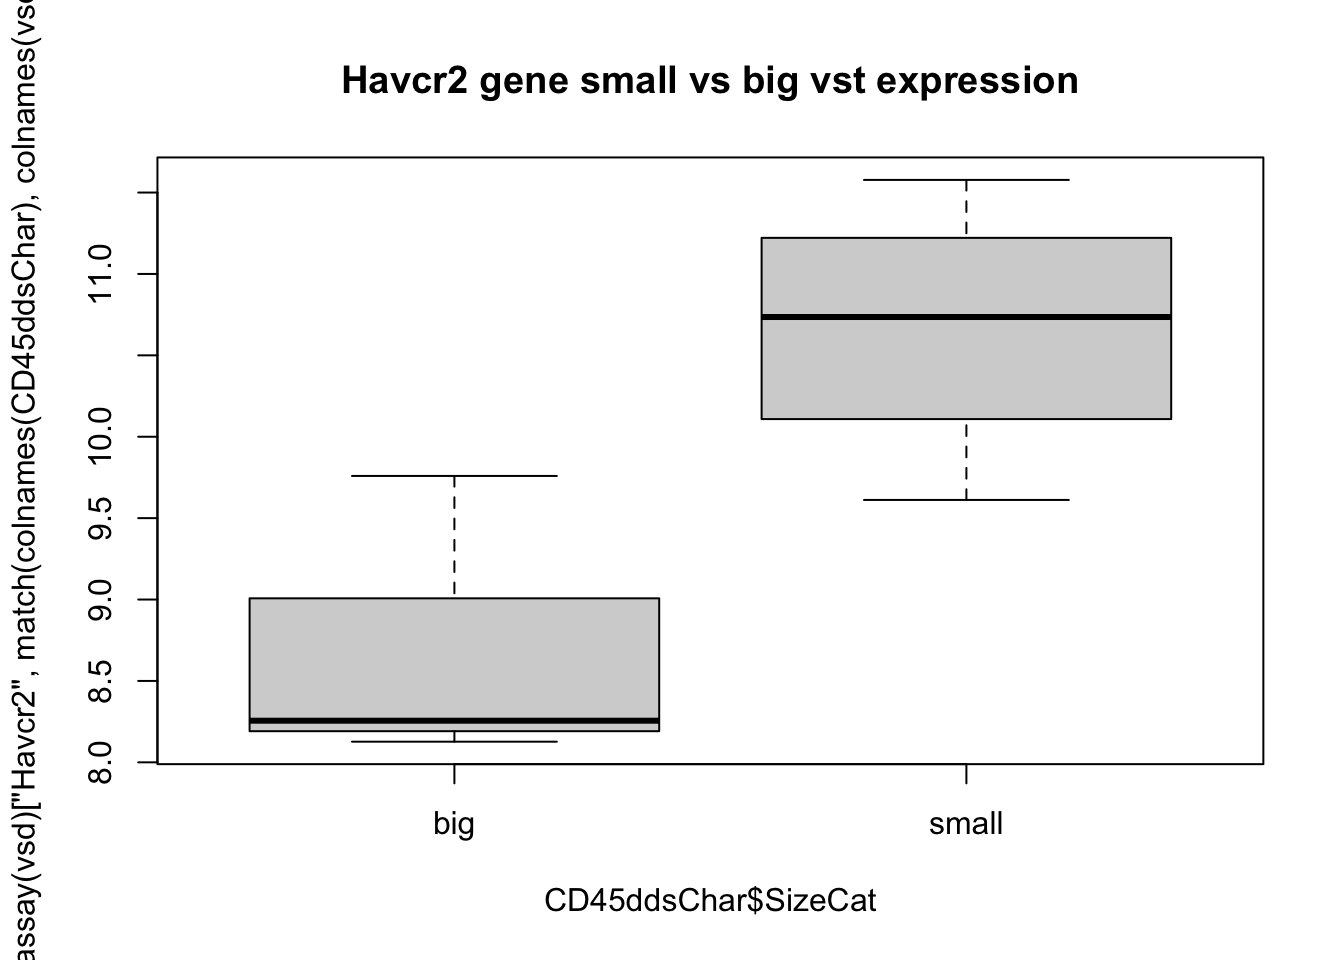 Havcr2 gene small vs big vst expression
assay(vsd)["Havcr2", match(colnames(CD45ddsChar), colnames(vsd
11.0
10.0
9.5
9.0
8.5
8.0
big small
CD45ddsChar$SizeCat